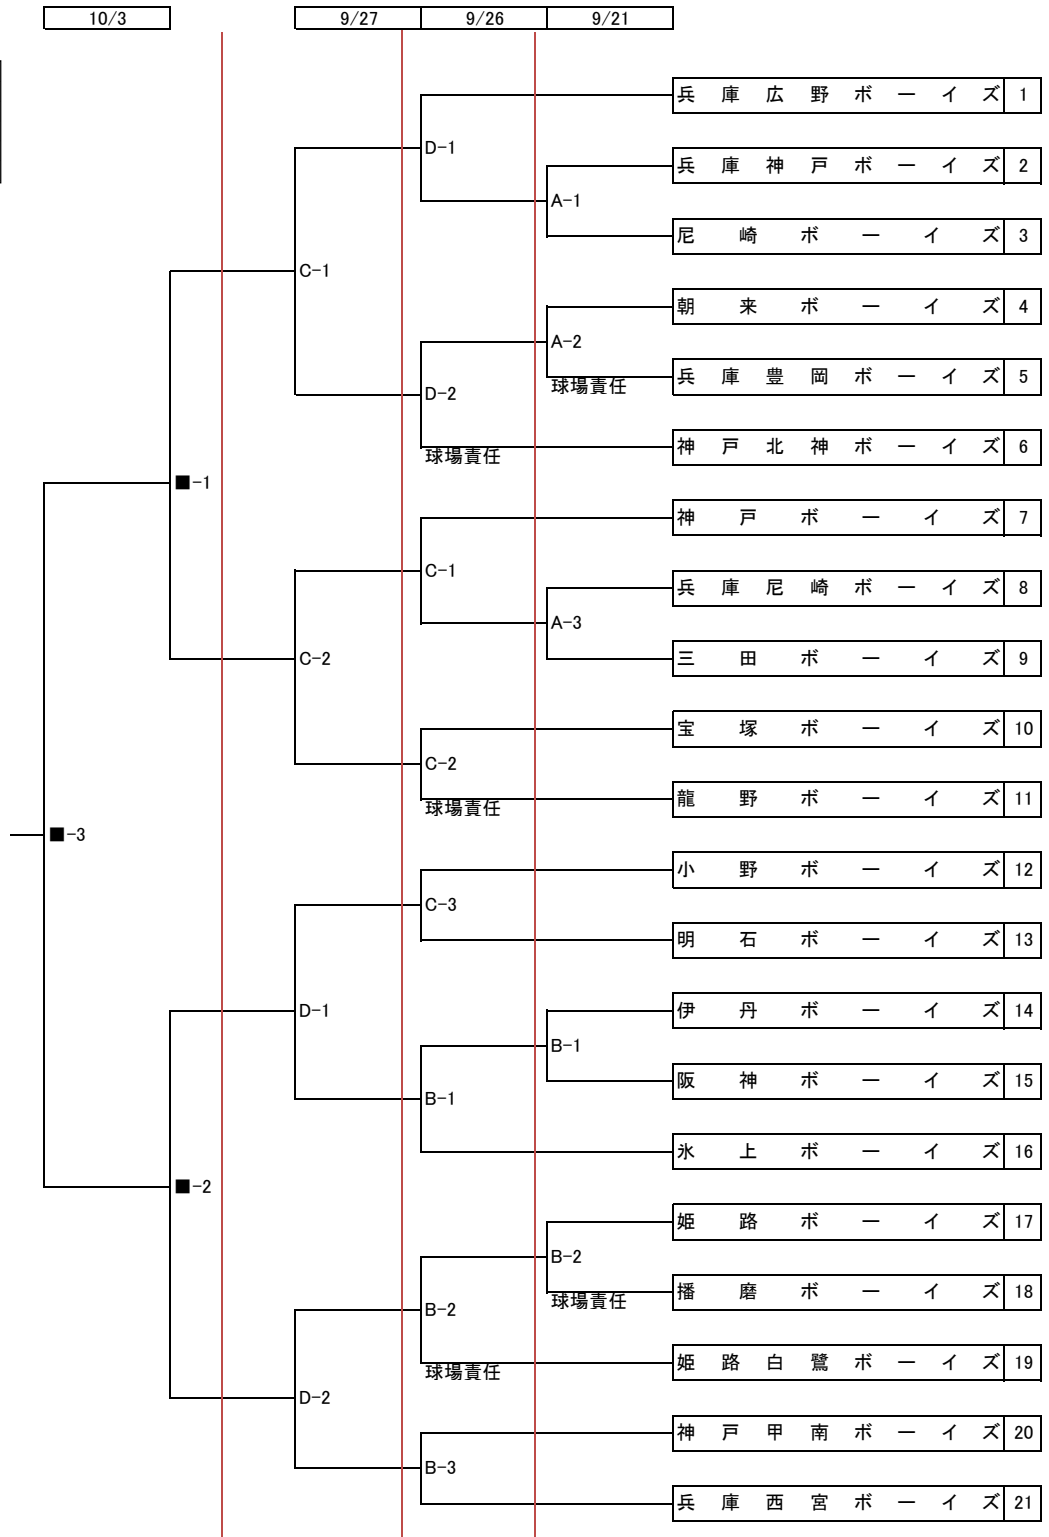 10/3 9/27 9/26 9/21
兵庫広野ボーイズ 1
D-1
兵庫神戸ボーイズ 2
A-1
尼崎ボーイズ 3
C-1
朝来ボーイズ 4
A-2
兵庫豊岡ボーイズ 5
球場責任
D-2
神戸北神ボーイズ 6
球場責任
■-1
神戸ボーイズ 7
C-1
兵庫尼崎ボーイズ 8
A-3
三田ボーイズ 9
C-2
宝塚ボーイズ 10
C-2
龍野ボーイズ 11
球場責任
■-3
小野ボーイズ 12
C-3
明石ボーイズ 13
D-1
伊丹ボーイズ 14
B-1
阪神ボーイズ 15
B-1
氷上ボーイズ 16
■-2
姫路ボーイズ 17
B-2
播磨ボーイズ 18
球場責任
B-2
姫路白鷺ボーイズ 19
球場責任
D-2
神戸甲南ボーイズ 20
B-3
兵庫西宮ボーイズ 21